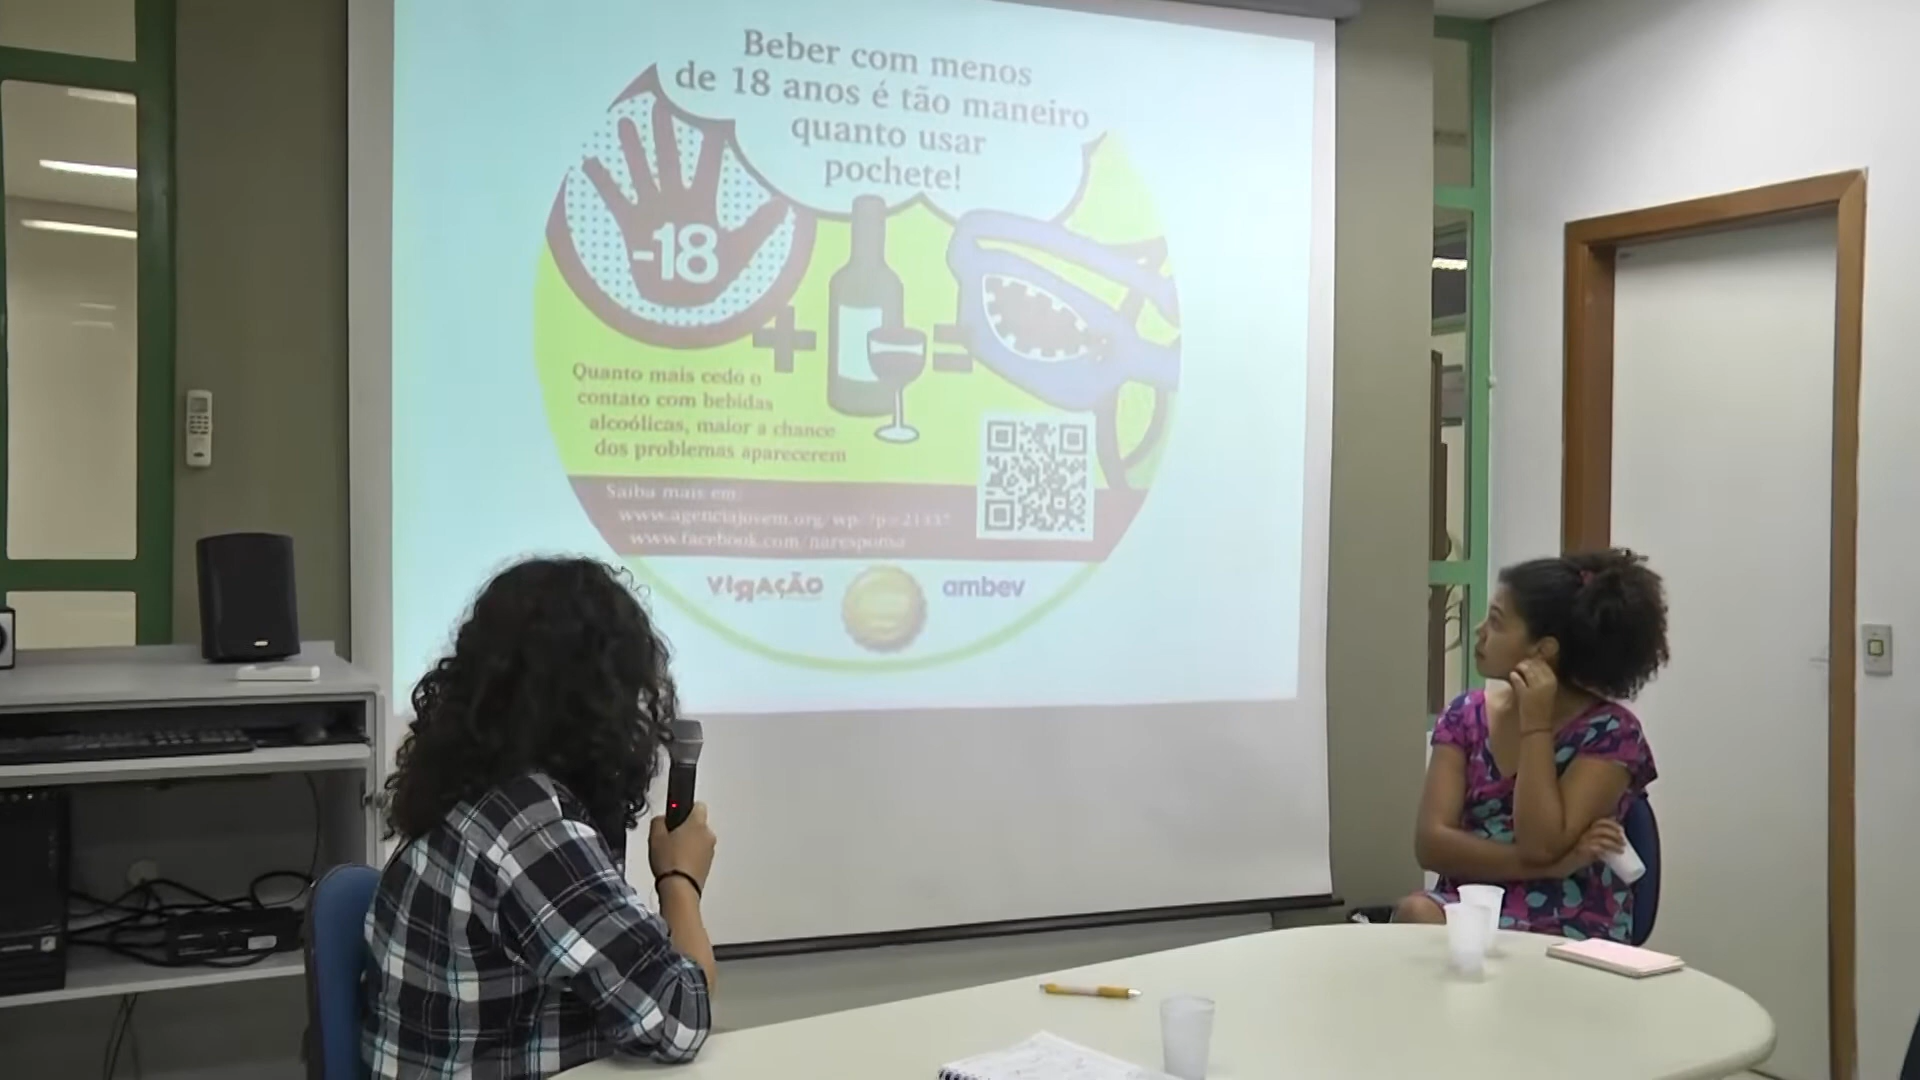 Beber com menos
de 18 anos é tão maneiro
quanto usar
pochete!
-18
+
=
Quanto mais cedo o
contato com bebidas
alcoólicas, maior a chance
dos problemas aparecerem
Saiba mais em:
www.agenciajovem.org/wp/?p=21337
www.facebook.com/naresponsa
VIRAÇÃO
ambev